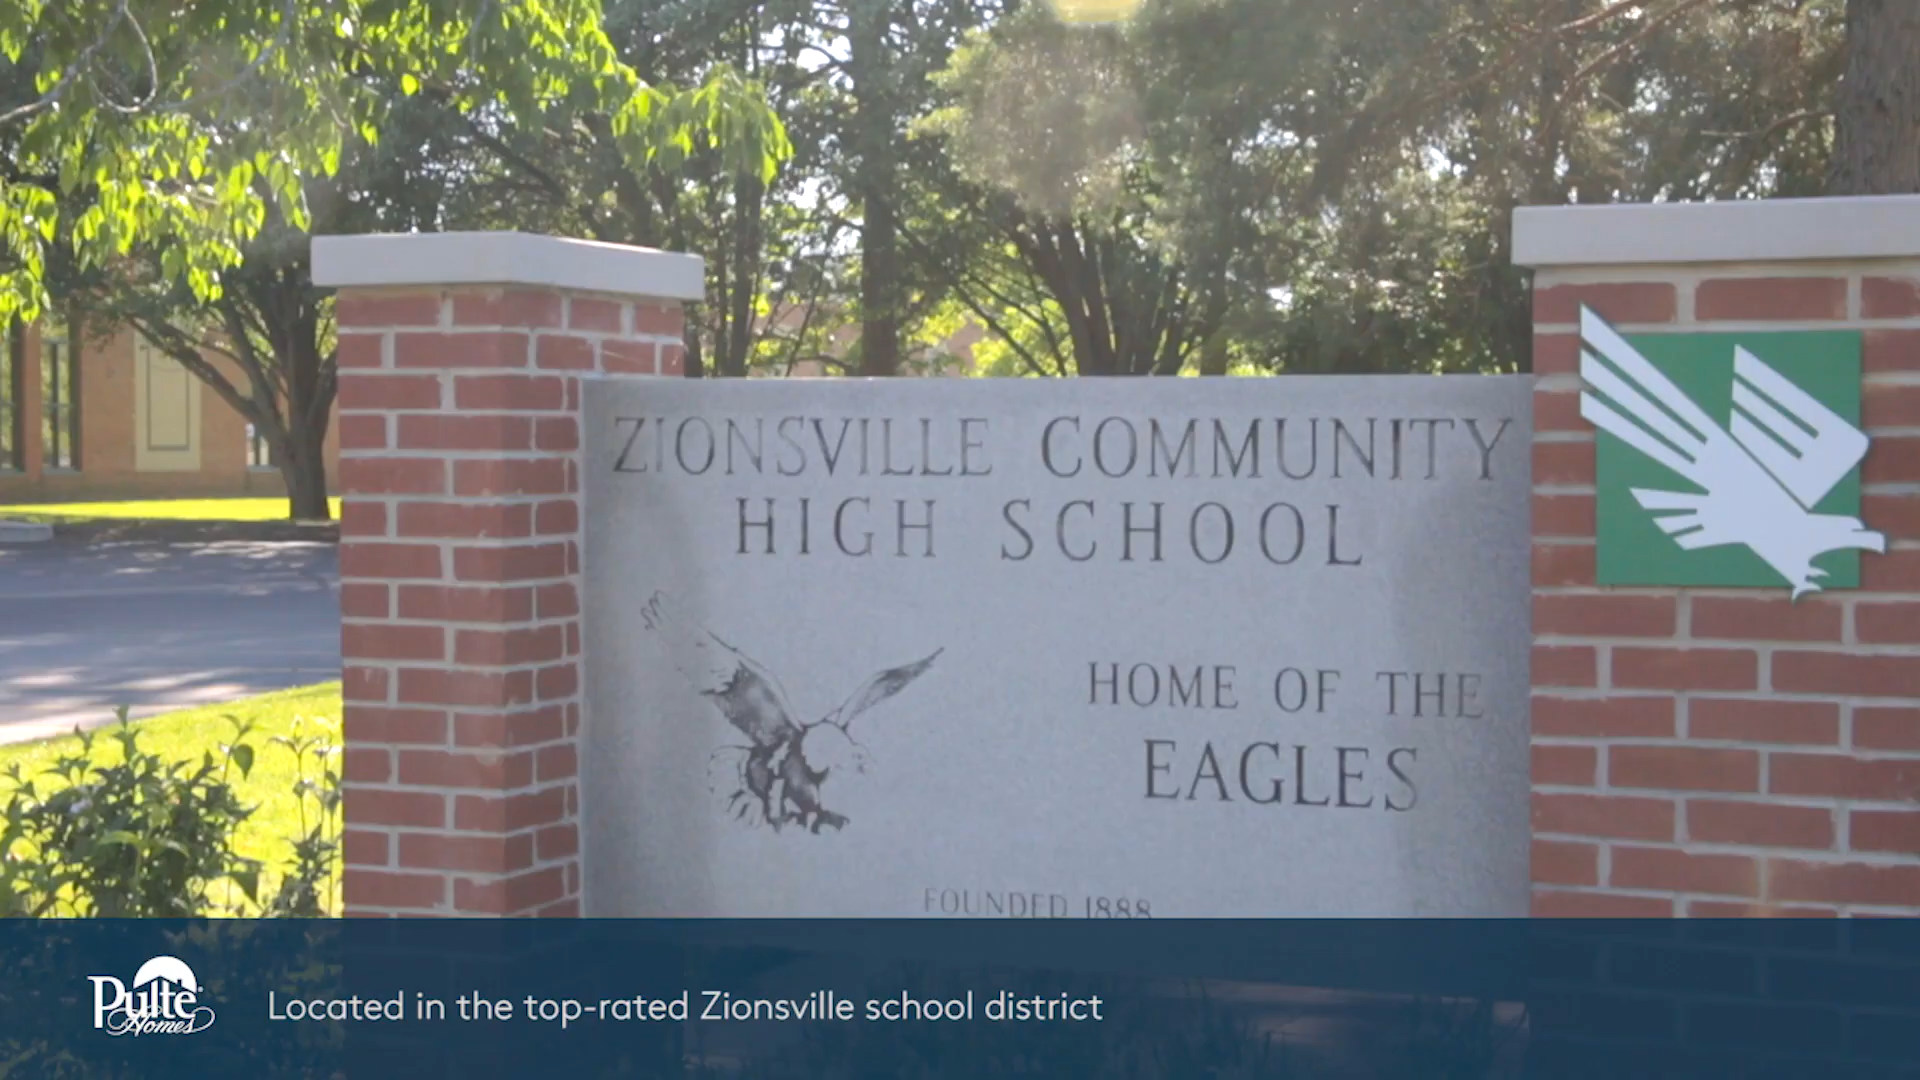 ZIONSVILLE COMMUNITY
HIGH SCHOOL
HOME OF THE
EAGLES
FOUNDED 1888
Pulte
Homes
Located in the top-rated Zionsville school district